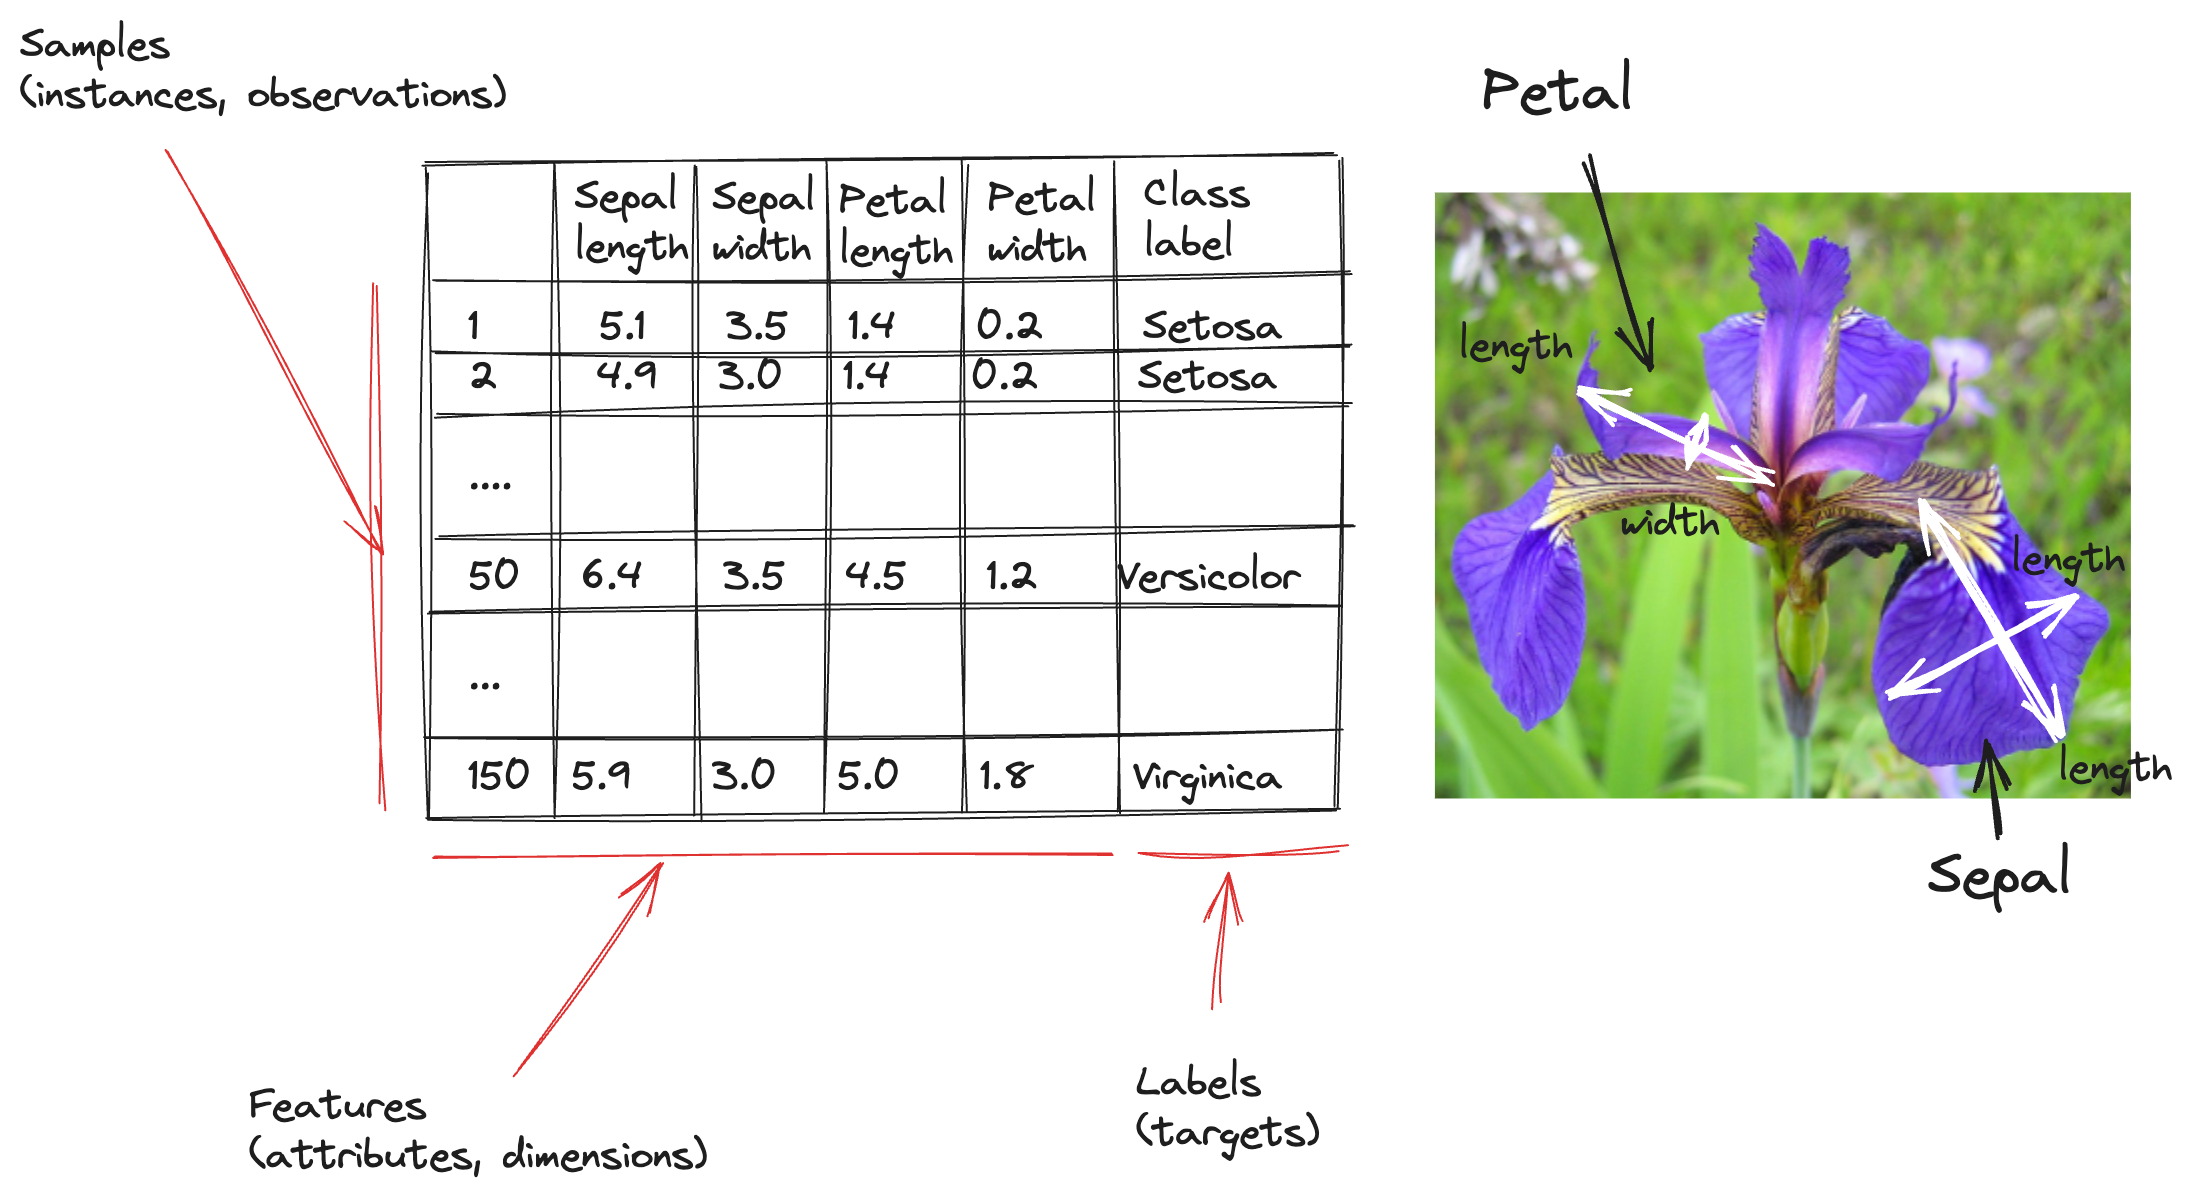 Samples
(instances, observations)
Petal
Sepal length
Sepal width
Petal length
Petal width
Class label
1 5.1 3.5 1.4 0.2 Setosa
2 4.9 3.0 1.4 0.2 Setosa
....
50 6.4 3.5 4.5 1.2 Versicolor
...
150 5.9 3.0 5.0 1.8 Virginica
length
width
length
length
Sepal
Features
(attributes, dimensions)
Labels
(targets)